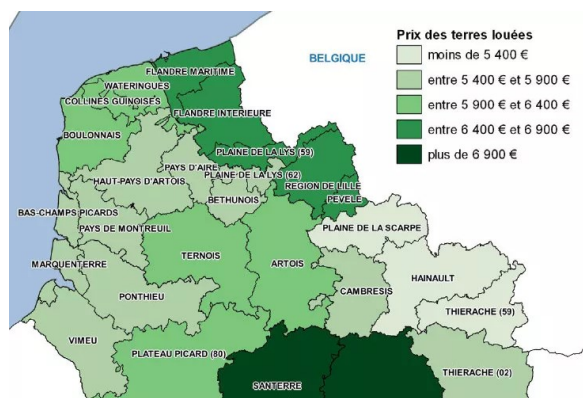 Prix des terres louées
moins de 5 400 €
entre 5 400 € et 5 900 €
entre 5 900 € et 6 400 €
entre 6 400 € et 6 900 €
plus de 6 900 €
BELGIQUE
FLANDRE MARITIME
WATERINGUES
COLLINES GUINOISES
FLANDRE INTERIEURE
BOULONNAIS
PLAINE DE LA LYS (59)
PAYS D'AIRE
PLAINE DE LA LYS (62)
HAUT-PAYS D'ARTOIS
REGION DE LILLE
BETHUNOIS
PEVELE
BAS-CHAMPS PICARDS
PAYS DE MONTREUIL
PLAINE DE LA SCARPE
TERNOIS
MARQUENTERRE
ARTOIS
HAINAULT
CAMBRESIS
PONTHIEU
THIERACHE (59)
VIMEU
PLATEAU PICARD (80)
THIERACHE (02)
SANTERRE